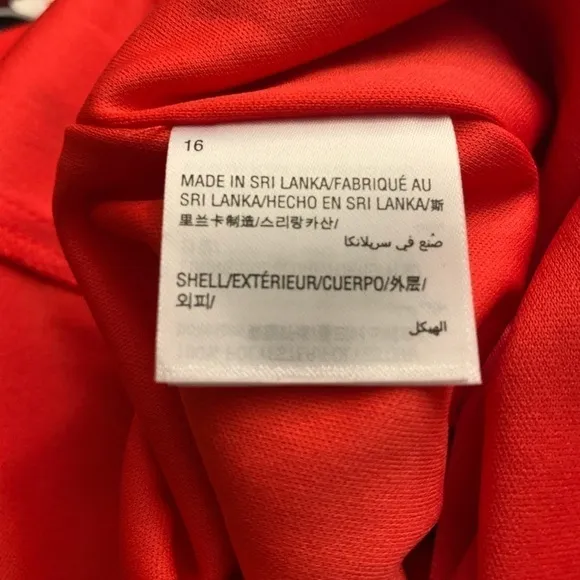 16
MADE IN SRI LANKA/FABRIQUÉ AU
SRI LANKA/HECHO EN SRI LANKA/斯
里兰卡制造/스리랑카산/
صُنع في سريلانكا
SHELL/EXTÉRIEUR/CUERPO/外层/
외피/
الهيكل